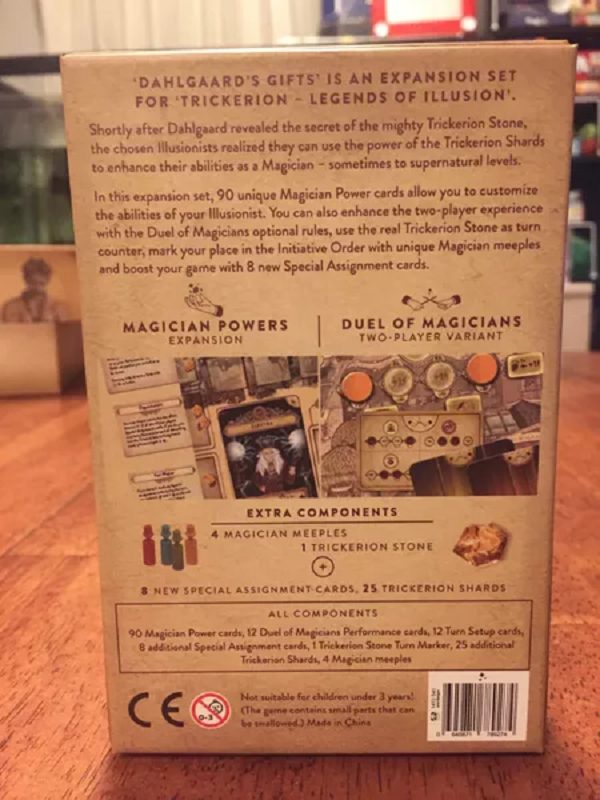 'DAHLGAARD'S GIFTS' IS AN EXPANSION SET
FOR 'TRICKERION – LEGENDS OF ILLUSION'.
Shortly after Dahlgaard revealed the secret of the mighty Trickerion Stone,
the chosen Illusionists realized they can use the power of the Trickerion Shards
to enhance their abilities as a Magician – sometimes to supernatural levels.
In this expansion set, 90 unique Magician Power cards allow you to customize
the abilities of your Illusionist. You can also enhance the two-player experience
with the Duel of Magicians optional rules, use the real Trickerion Stone as turn
counter, mark your place in the Initiative Order with unique Magician meeples
and boost your game with 8 new Special Assignment cards.
MAGICIAN POWERS
EXPANSION
DUEL OF MAGICIANS
TWO-PLAYER VARIANT
EXTRA COMPONENTS
4 MAGICIAN MEEPLES
1 TRICKERION STONE
+
8 NEW SPECIAL ASSIGNMENT CARDS, 25 TRICKERION SHARDS
ALL COMPONENTS
90 Magician Power cards, 12 Duel of Magicians Performance cards, 12 Turn Setup cards,
8 additional Special Assignment cards, 1 Trickerion Stone Turn Marker, 25 additional
Trickerion Shards, 4 Magician meeples
CE
0-3
Not suitable for children under 3 years!
(The game contains small parts that can
be swallowed.) Made in China